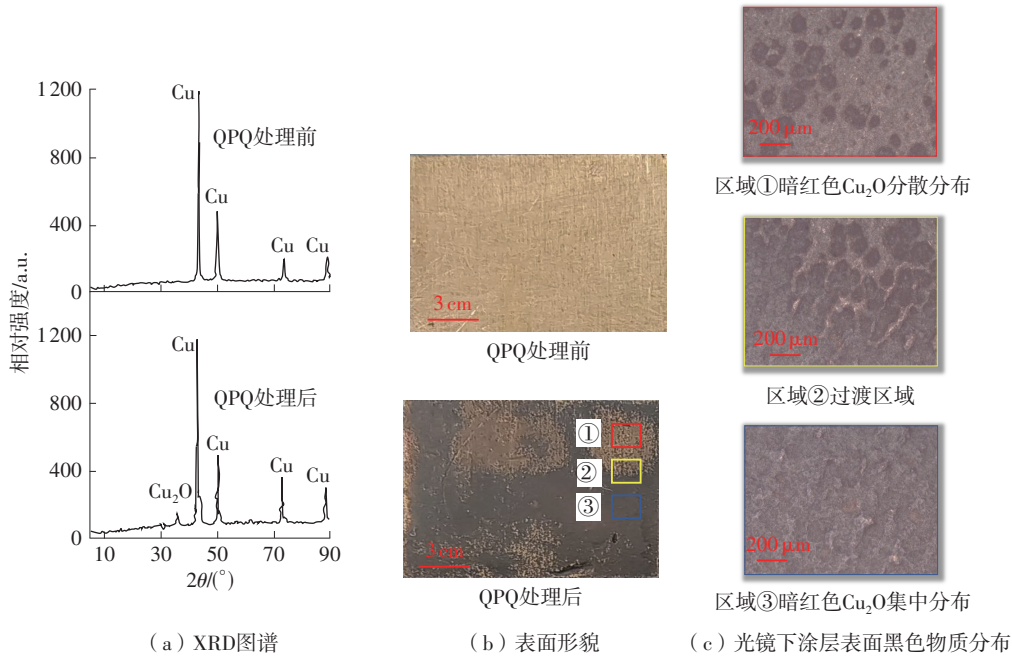 相对强度/a.u.
1 200
800
400
0
Cu
QPQ处理前
Cu
Cu
Cu
1200
800
400
0
Cu
QPQ处理后
Cu
Cu
Cu
Cu₂O
10
30
50
70
90
2θ/(°)
(a) XRD图谱
3 cm
QPQ处理前
①
②
③
3 cm
QPQ处理后
(b) 表面形貌
200 μm
区域①暗红色Cu₂O分散分布
200 μm
区域②过渡区域
200 μm
区域③暗红色Cu₂O集中分布
(c) 光镜下涂层表面黑色物质分布